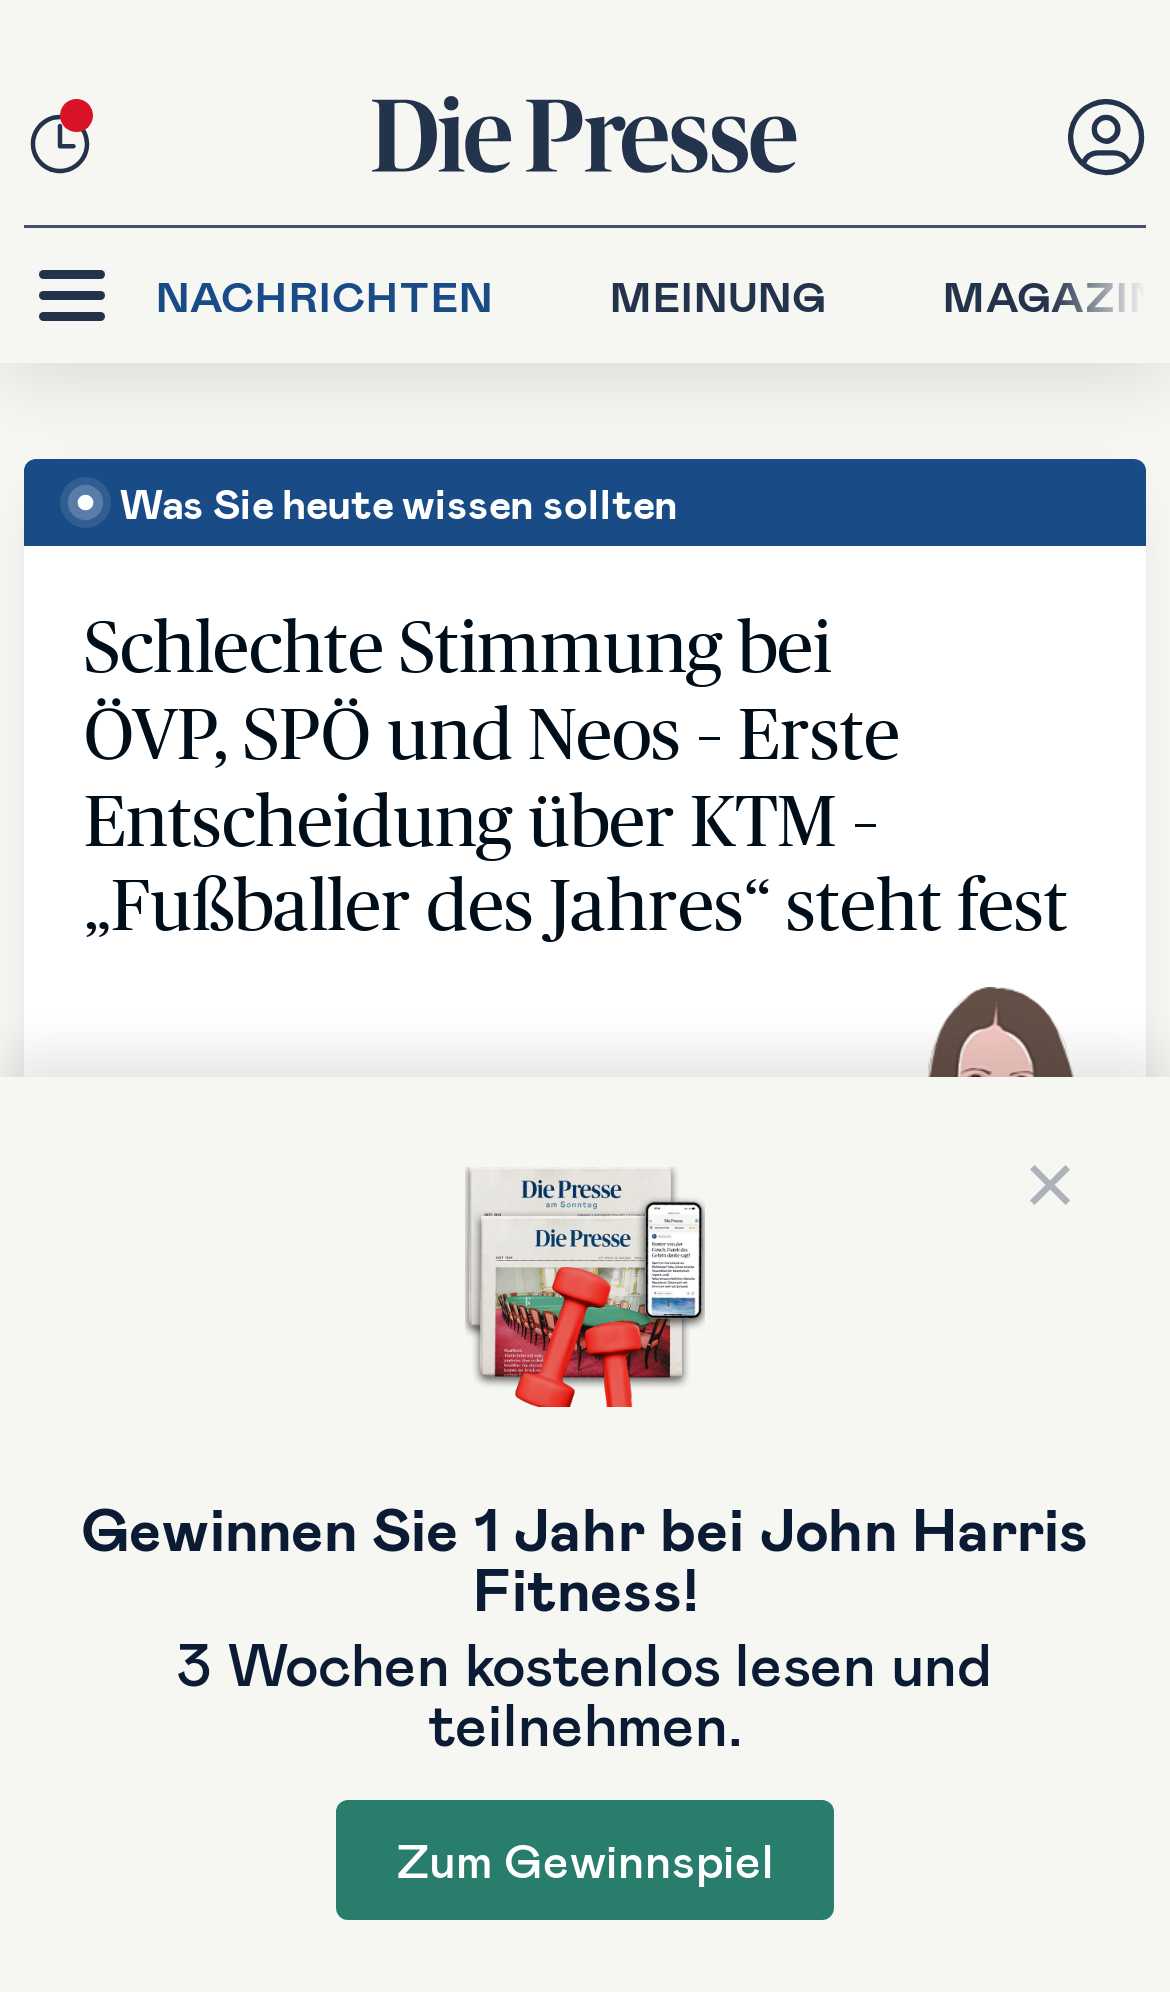 Die Presse
NACHRICHTEN MEINUNG
Was Sie heute wissen sollten
Schlechte Stimmung bei
ÖVP, SPÖ und Neos – Erste
Entscheidung über KTM –
„Fußballer des Jahres“ steht fest
Die Presse
am Sonntag
Die Presse
Die Presse
Gewinnen Sie 1 Jahr bei John Harris
Fitness!
3 Wochen kostenlos lesen und
teilnehmen.
Zum Gewinnspiel